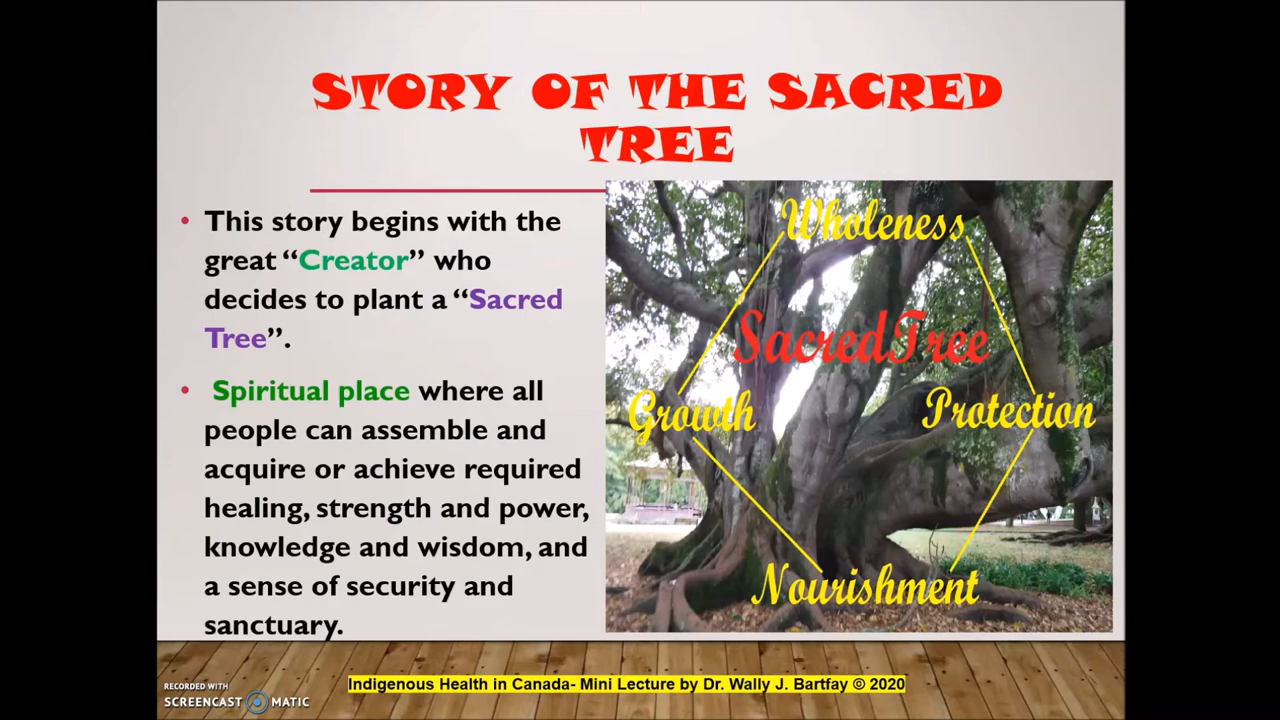 STORY OF THE SACRED
TREE
• This story begins with the
great “Creator” who
decides to plant a “Sacred
Tree”.
• Spiritual place where all
people can assemble and
acquire or achieve required
healing, strength and power,
knowledge and wisdom, and
a sense of security and
sanctuary.
Wholeness
SacredTree
Growth
Protection
Nourishment
Indigenous Health in Canada- Mini Lecture by Dr. Wally J. Bartfay © 2020
RECORDED WITH
SCREENCAST MATIC